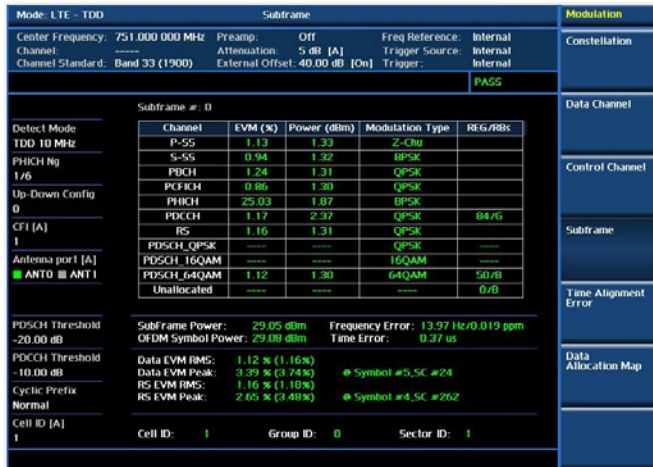 Mode: LTE - TDD Subframe Modulation
Center Frequency: 751.000 000 MHz Preamp: Off Freq Reference: Internal
Channel: ----- Attenuation: 5 dB [A] Trigger Source: Internal
Channel Standard: Band 33 (1900) External Offset: 40.00 dB [On] Trigger: Internal
PASS
Constellation
Data Channel
Control Channel
Subframe
Time Alignment
Error
Data
Allocation Map
Detect Mode
TDD 10 MHz
PHICH Ng
1/6
Up-Down Config
0
CFI [A]
1
Antenna port [A]
ANT0 ANT1
PDSCH Threshold
-20.00 dB
PDCCH Threshold
-10.00 dB
Cyclic Prefix
Normal
Cell ID [A]
1
Subframe #: 0
Channel EVM (%) Power (dBm) Modulation Type REG/RBs
P-SS 1.13 1.33 Z-Chu
S-SS 0.94 1.32 BPSK
PBCH 1.24 1.31 QPSK
PCFICH 0.86 1.30 QPSK
PHICH 25.03 1.87 BPSK
PDCCH 1.17 2.37 QPSK 84/G
RS 1.16 1.31 QPSK
PDSCH_QPSK ---- ---- QPSK ----
PDSCH_16QAM ---- ---- 16QAM ----
PDSCH_64QAM 1.12 1.30 64QAM 50/B
Unallocated ---- ---- ---- 0/B
SubFrame Power: 29.05 dBm Frequency Error: 13.97 Hz/0.019 ppm
OFDM Symbol Power: 29.08 dBm Time Error: 0.37 us
Data EVM RMS: 1.12 % (1.16%)
Data EVM Peak: 3.39 % (3.74%) @ Symbol #5,SC #24
RS EVM RMS: 1.16 % (1.18%)
RS EVM Peak: 2.65 % (3.48%) @ Symbol #4,SC #262
Cell ID: 1 Group ID: 0 Sector ID: 1